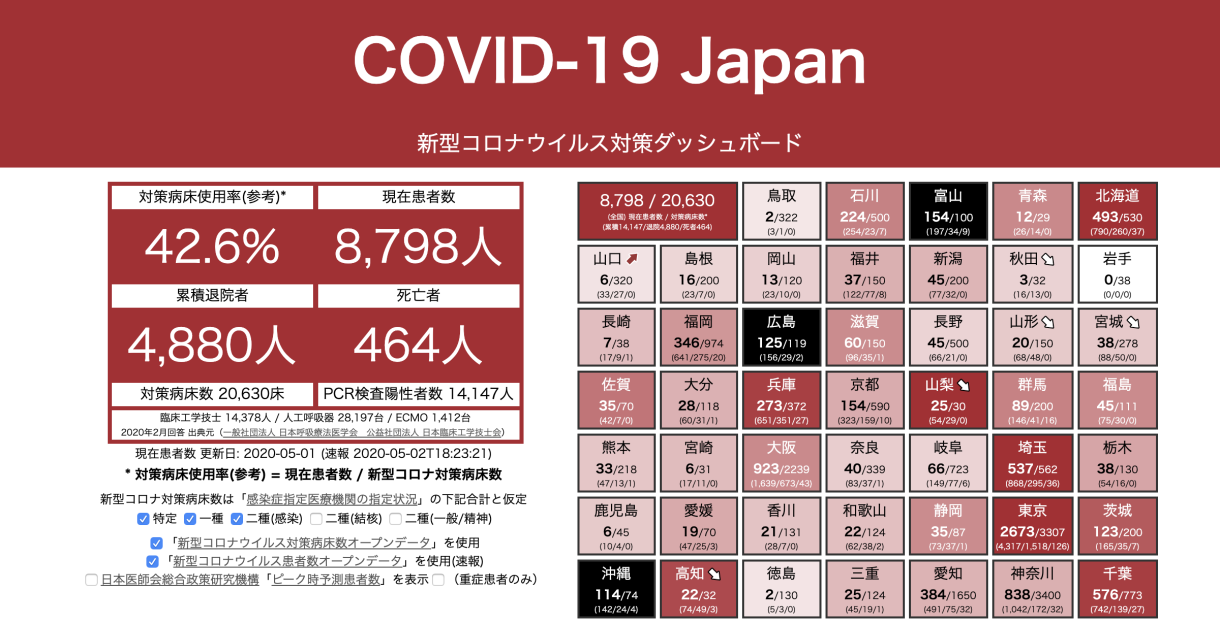 COVID-19 Japan
新型コロナウイルス対策ダッシュボード
対策病床使用率(参考)*
現在患者数
42.6%
8,798人
累積退院者
死亡者
4,880人
464人
対策病床数 20,630床
PCR検査陽性者数 14,147人
臨床工学技士 14,378人 / 人工呼吸器 28,197台 / ECMO 1,412台
2020年2月回答 出典元（一般社団法人 日本呼吸療法医学会　公益社団法人 日本臨床工学技士会）
現在患者数 更新日: 2020-05-01 (速報 2020-05-02T18:23:21)
* 対策病床使用率(参考) = 現在患者数 / 新型コロナ対策病床数
新型コロナ対策病床数は「感染症指定医療機関の指定状況」の下記合計と仮定
特定 一種 二種(感染) 二種(結核) 二種(一般/精神)
「新型コロナウイルス対策病床数オープンデータ」を使用
「新型コロナウイルス患者数オープンデータ」を使用(速報)
日本医師会総合政策研究機構「ピーク時予測患者数」を表示 （重症患者のみ）
8,798 / 20,630
(全国) 現在患者数 / 対策病床数*
(累積14,147/退院4,880/死者464)
鳥取
2/322
(3/1/0)
石川
224/500
(254/23/7)
富山
154/100
(197/34/9)
青森
12/29
(26/14/0)
北海道
493/530
(790/260/37)
山口
6/320
(33/27/0)
島根
16/200
(23/7/0)
岡山
13/120
(23/10/0)
福井
37/150
(122/77/8)
新潟
45/200
(77/32/0)
秋田
3/32
(16/13/0)
岩手
0/38
(0/0/0)
長崎
7/38
(17/9/1)
福岡
346/974
(641/275/20)
広島
125/119
(156/29/2)
滋賀
60/150
(96/35/1)
長野
45/500
(66/21/0)
山形
20/150
(68/48/0)
宮城
38/278
(88/50/0)
佐賀
35/70
(42/7/0)
大分
28/118
(60/31/1)
兵庫
273/372
(651/351/27)
京都
154/590
(323/159/10)
山梨
25/30
(54/29/0)
群馬
89/200
(146/41/16)
福島
45/111
(75/30/0)
熊本
33/218
(47/13/1)
宮崎
6/31
(17/11/0)
大阪
923/2239
(1,639/673/43)
奈良
40/339
(83/37/1)
岐阜
66/723
(149/77/6)
埼玉
537/562
(868/295/36)
栃木
38/130
(54/16/0)
鹿児島
6/45
(10/4/0)
愛媛
19/70
(47/25/3)
香川
21/131
(28/7/0)
和歌山
22/124
(62/38/2)
静岡
35/87
(73/37/1)
東京
2673/3307
(4,317/1,518/126)
茨城
123/200
(165/35/7)
沖縄
114/74
(142/24/4)
高知
22/32
(74/49/3)
徳島
2/130
(5/3/0)
三重
25/124
(45/19/1)
愛知
384/1650
(491/75/32)
神奈川
838/3400
(1,042/172/32)
千葉
576/773
(742/139/27)